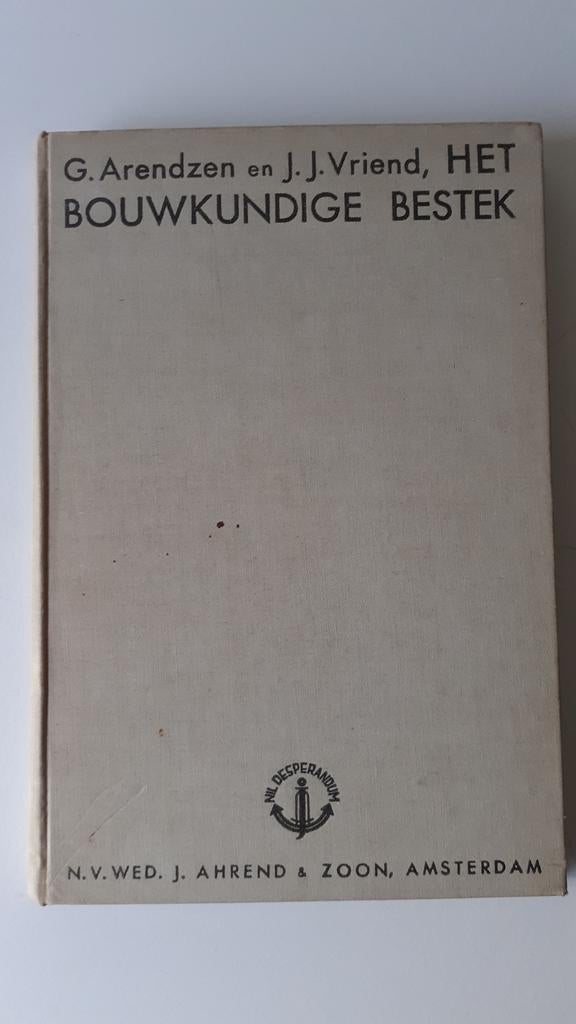 G. Arendzen en J. J. Vriend, HET
BOUWKUNDIGE BESTEK
NIL DESPERANDUM
N.V. WED. J. AHREND & ZOON, AMSTERDAM